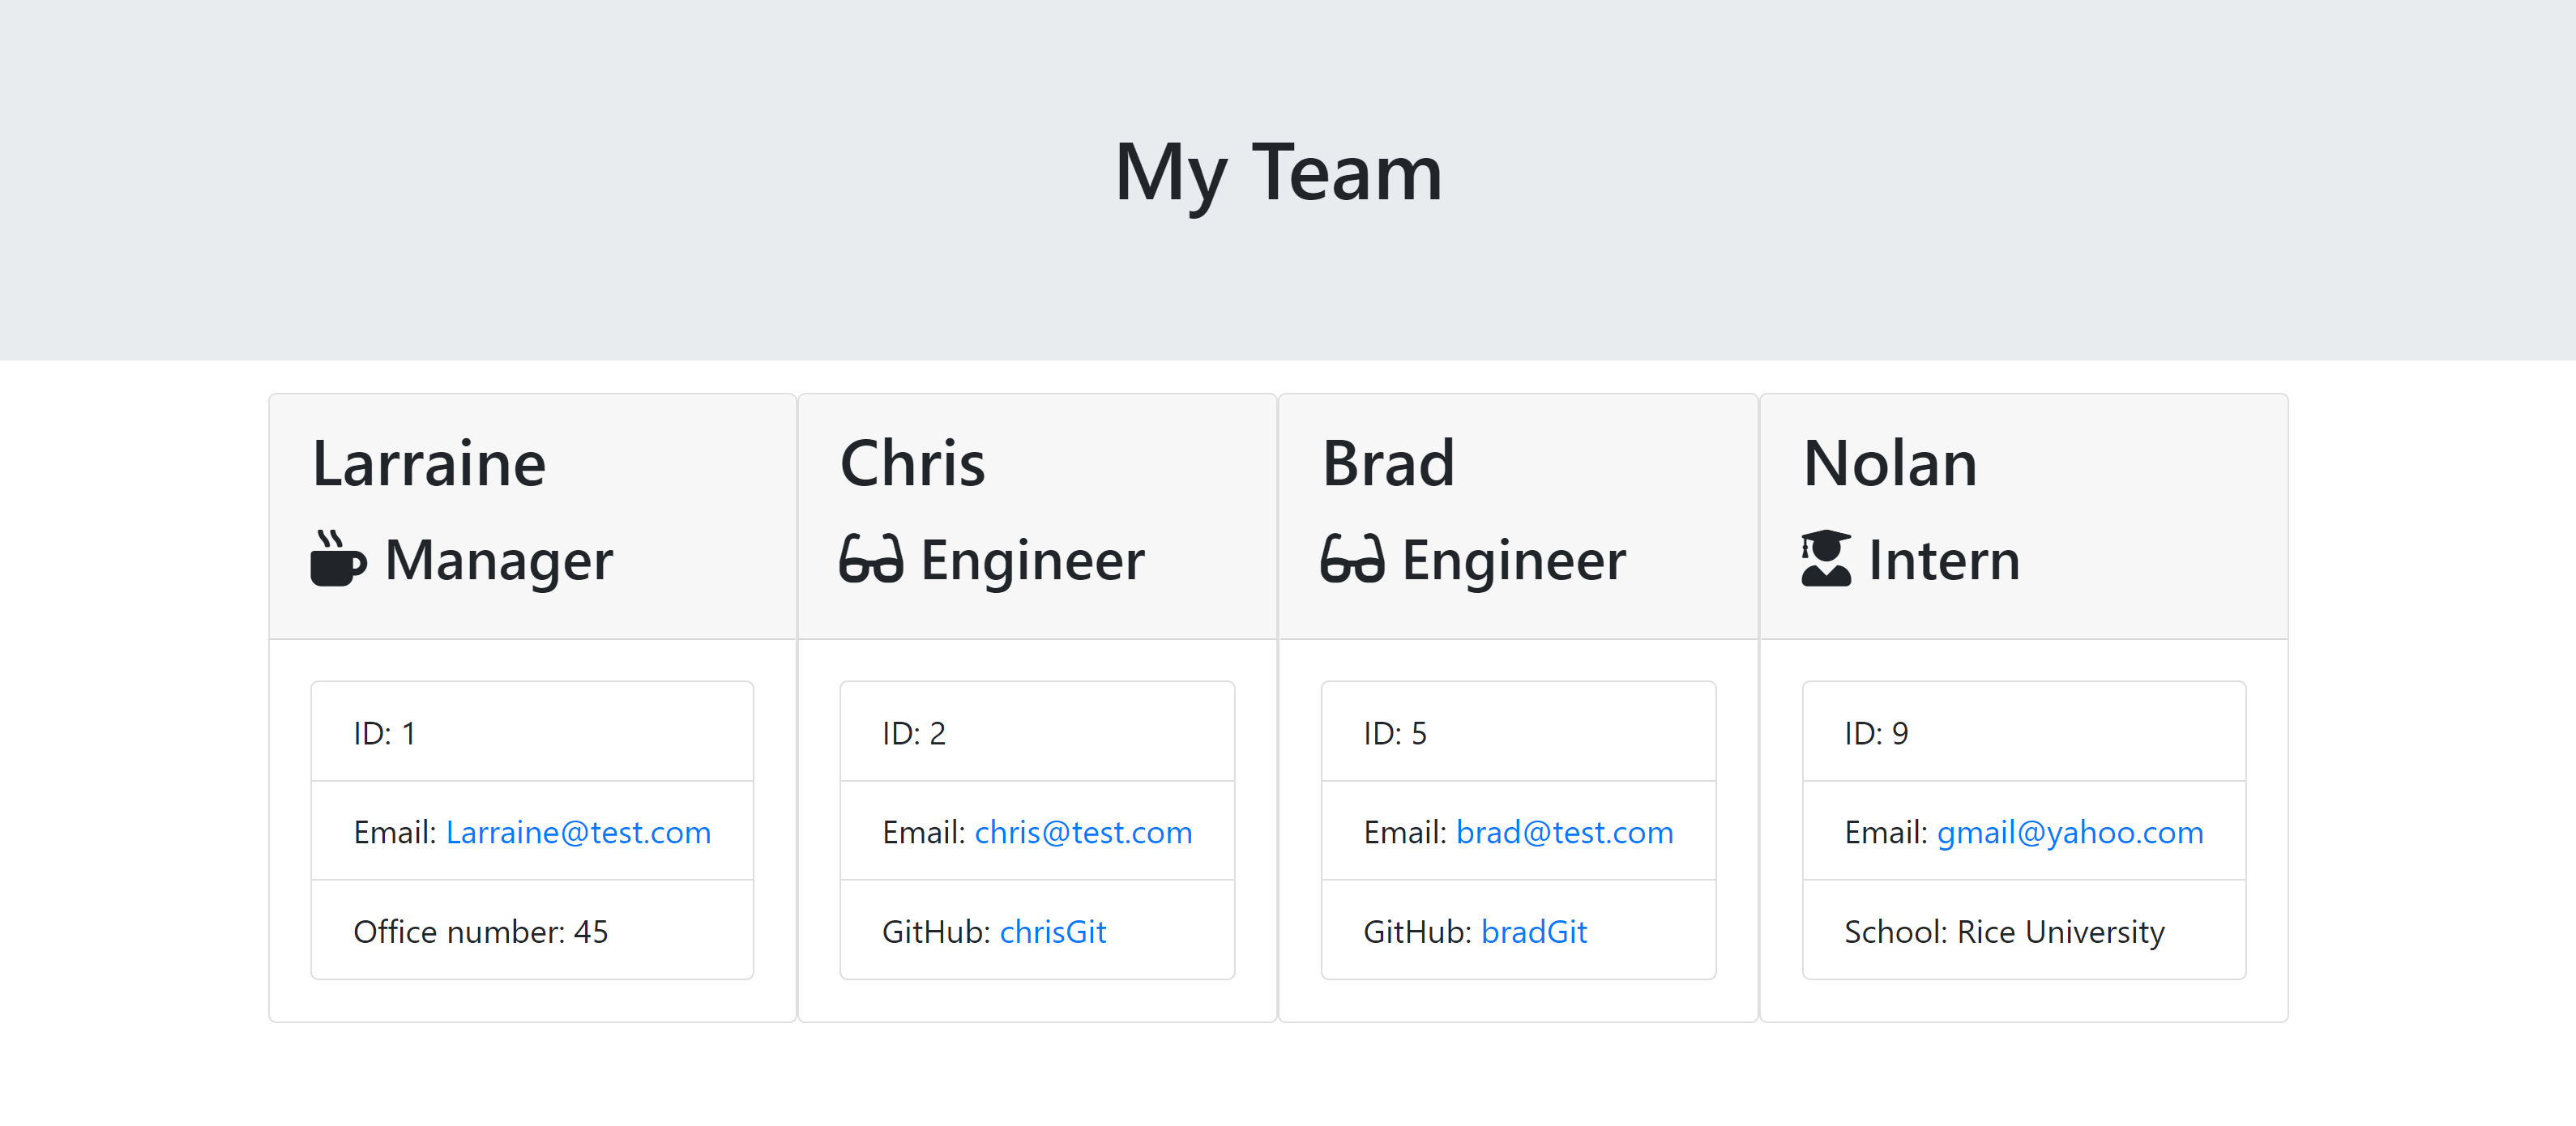 My Team
Larraine
Manager
ID: 1
Email: Larraine@test.com
Office number: 45
Chris
Engineer
ID: 2
Email: chris@test.com
GitHub: chrisGit
Brad
Engineer
ID: 5
Email: brad@test.com
GitHub: bradGit
Nolan
Intern
ID: 9
Email: gmail@yahoo.com
School: Rice University